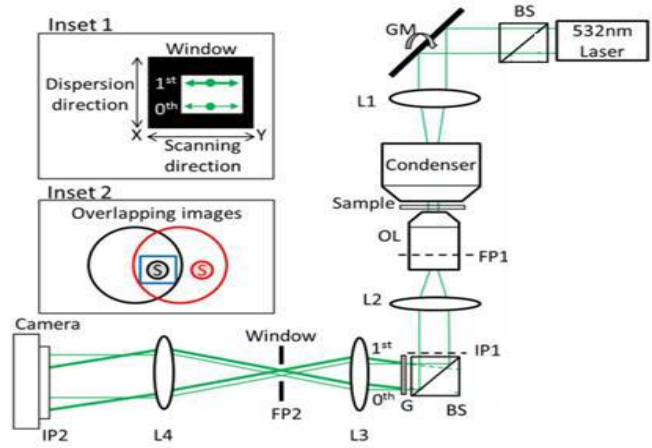 Inset 1
Window
Dispersion
direction
1st
0th
X
Y
Scanning
direction
Inset 2
Overlapping images
S
S
GM
BS
532nm
Laser
L1
Condenser
Sample
OL
FP1
L2
IP1
1st
0th
G
BS
Camera
Window
IP2
L4
FP2
L3